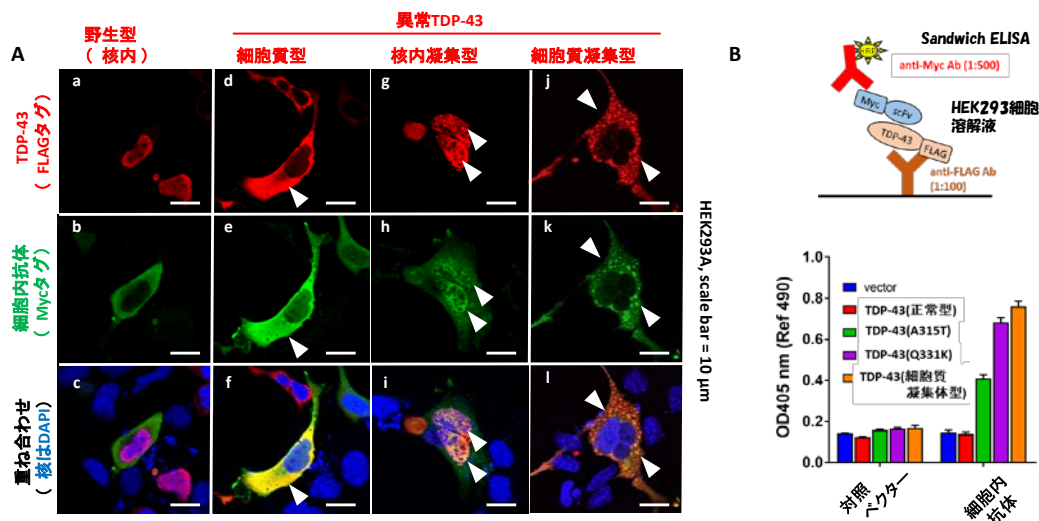 異常TDP-43
野生型
（ 核内）
細胞質型
核内凝集型
細胞質凝集型
A
TDP-43
（ FLAGタグ）
a
d
g
j
細胞内抗体
（ Mycタグ）
b
e
h
k
重ね合わせ
（ 核はDAPI）
c
f
i
l
HEK293A, scale bar = 10 μm
B
Sandwich ELISA
HRP
anti-Myc Ab (1:500)
Myc
scFv
HEK293細胞
溶解液
TDP-43
FLAG
anti-FLAG Ab
(1:100)
OD405 nm (Ref 490)
1.0
0.8
0.6
0.4
0.2
0.0
vector
TDP-43(正常型)
TDP-43(A315T)
TDP-43(Q331K)
TDP-43(細胞質
凝集体型)
対照
ベクター
細胞内
抗体